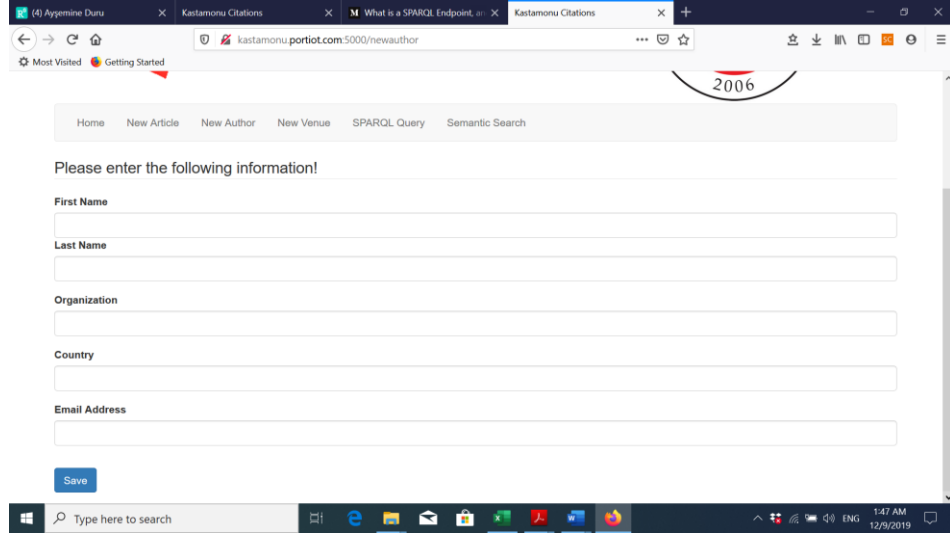 (4) Ayşemine Duru
Kastamonu Citations
What is a SPARQL Endpoint, an
Kastamonu Citations
kastamonu.portiot.com:5000/newauthor
Most Visited
Getting Started
2006
Home
New Article
New Author
New Venue
SPARQL Query
Semantic Search
Please enter the following information!
First Name
Last Name
Organization
Country
Email Address
Save
Type here to search
ENG
1:47 AM
12/9/2019